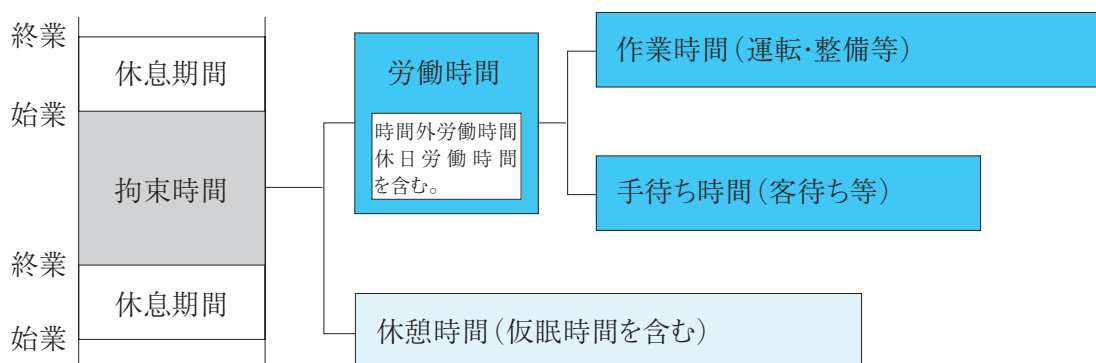 終業
休息期間
始業
拘束時間
終業
休息期間
始業
労働時間
時間外労働時間
休日労働時間
を含む。
作業時間(運転・整備等)
手待ち時間(客待ち等)
休憩時間(仮眠時間を含む)